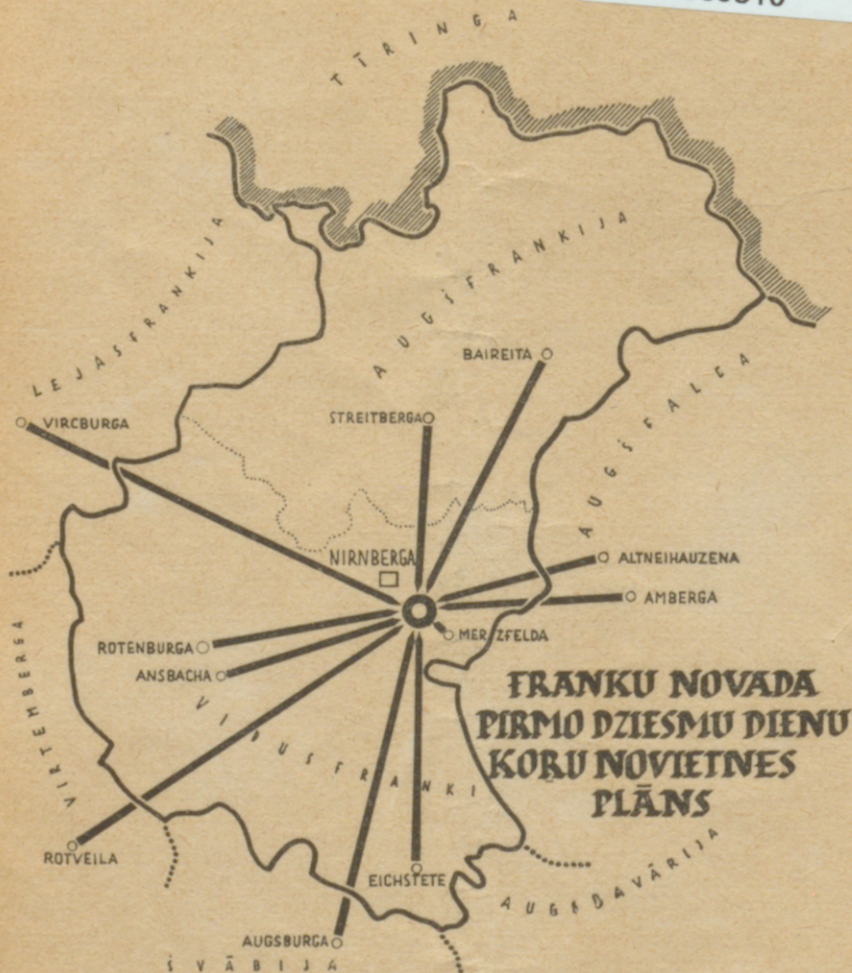 TĪRINGA
LEJASFRANKIJA
AUGŠFRANKIJA
BAIREITA
AUGŠFALCA
STREITBERGA
VIRCBURGA
NIRNBERGA
ALTNEIHAUZENA
AMBERGA
MERZFELDA
ROTENBURGA
ANSBACHA
VIRTEMBERGA
VIDUSFRANKI
FRANKU NOVADA
PIRMO DZIESMU DIENU
KORU NOVIETNES
PLĀNS
ROTVEILA
EICHSTETE
AUGŠBAVĀRIJA
AUGSBURGA
ŠVĀBIJA